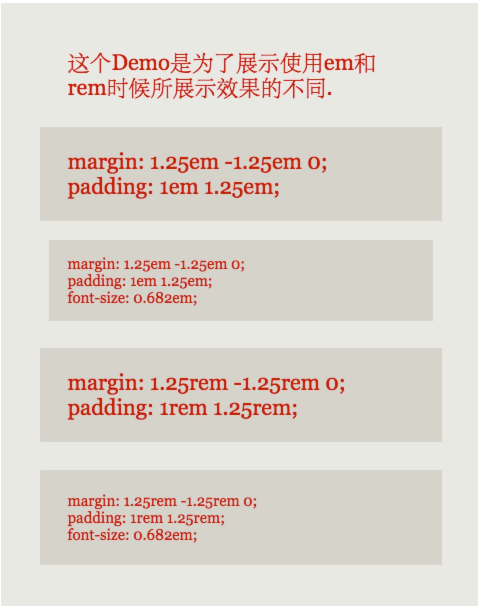 这个Demo是为了展示使用em和
rem时候所展示效果的不同.
margin: 1.25em -1.25em 0;
padding: 1em 1.25em;
margin: 1.25em -1.25em 0;
padding: 1em 1.25em;
font-size: 0.682em;
margin: 1.25rem -1.25rem 0;
padding: 1rem 1.25rem;
margin: 1.25rem -1.25rem 0;
padding: 1rem 1.25rem;
font-size: 0.682em;